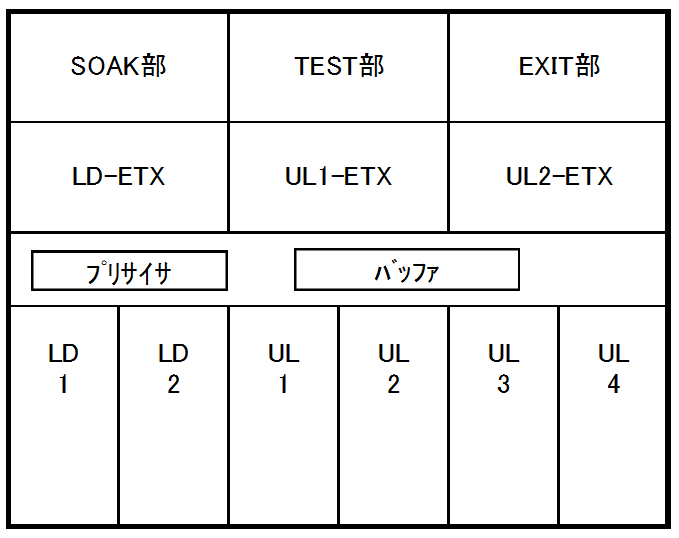 SOAK部
TEST部
EXIT部
LD-ETX
UL1-ETX
UL2-ETX
ﾌﾟﾘｻｲｻ
ﾊﾞｯﾌｧ
LD
1
LD
2
UL
1
UL
2
UL
3
UL
4